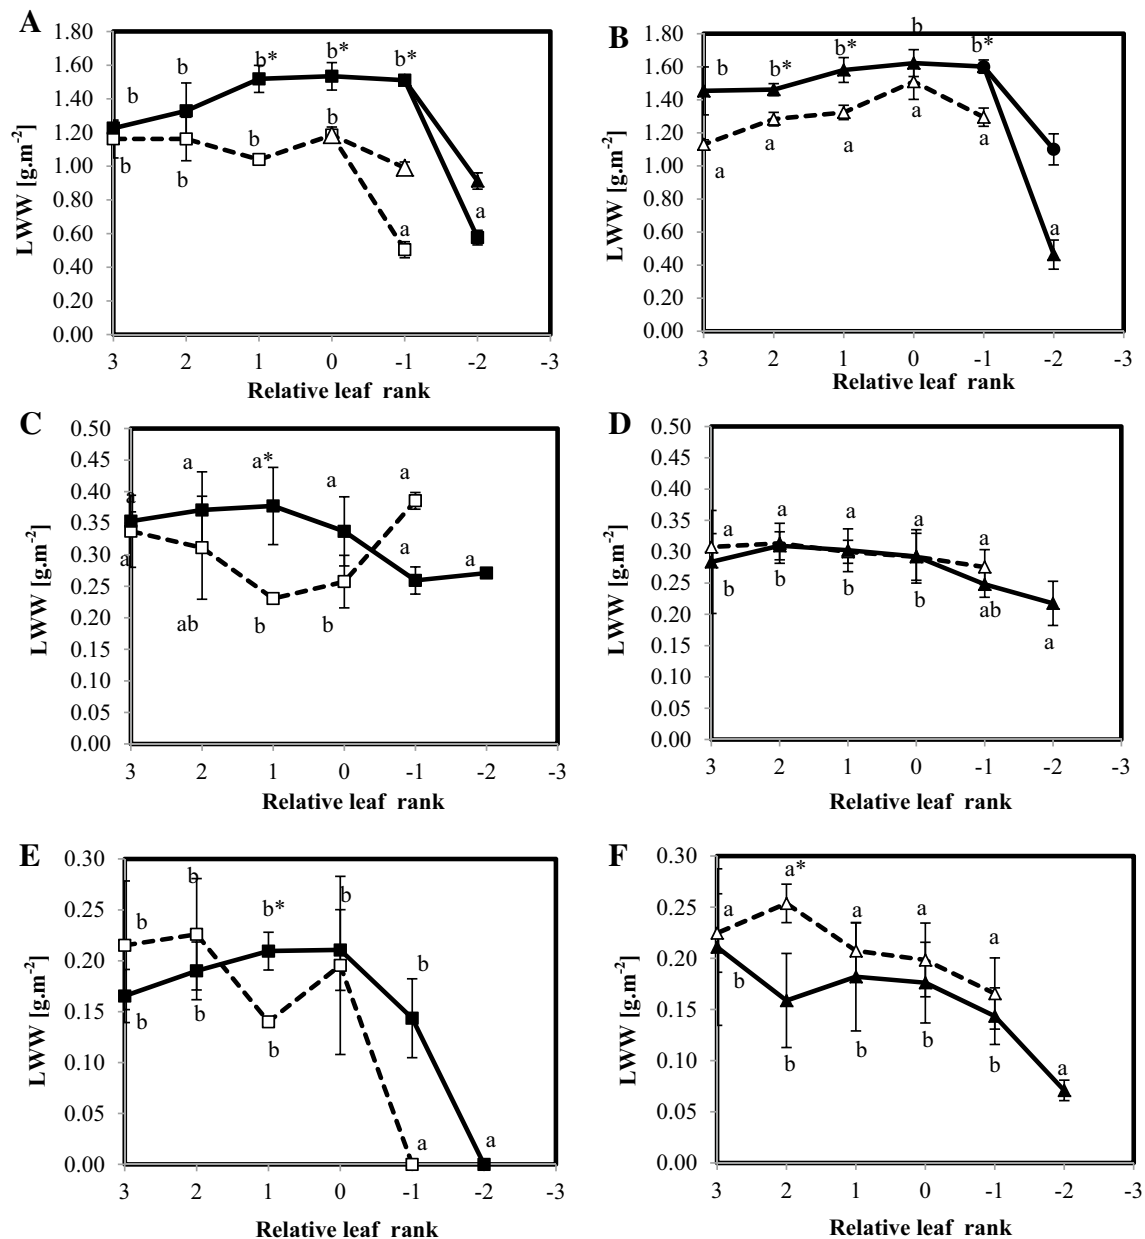 A
LWW [g.m-2]
1.80
1.60
1.40
1.20
1.00
0.80
0.60
0.40
0.20
0.00
b b b* b* b*
b b b b a a
3 2 1 0 -1 -2 -3
Relative leaf rank
B
LWW [g.m-2]
1.80
1.60
1.40
1.20
1.00
0.80
0.60
0.40
0.20
0.00
b b* b* b b*
a a a a a a
3 2 1 0 -1 -2 -3
Relative leaf rank
C
LWW [g.m-2]
0.50
0.45
0.40
0.35
0.30
0.25
0.20
0.15
0.10
0.05
0.00
a a a* a a a a
a ab b b
3 2 1 0 -1 -2 -3
Relative leaf rank
D
LWW [g.m-2]
0.50
0.45
0.40
0.35
0.30
0.25
0.20
0.15
0.10
0.05
0.00
a a a a a
b b b b ab a
3 2 1 0 -1 -2 -3
Relative leaf rank
E
LWW [g.m-2]
0.30
0.25
0.20
0.15
0.10
0.05
0.00
b b b* b b
b b b a a
3 2 1 0 -1 -2 -3
Relative leaf rank
F
LWW [g.m-2]
0.30
0.25
0.20
0.15
0.10
0.05
0.00
a a* a a a
b b b b b a
3 2 1 0 -1 -2 -3
Relative leaf rank